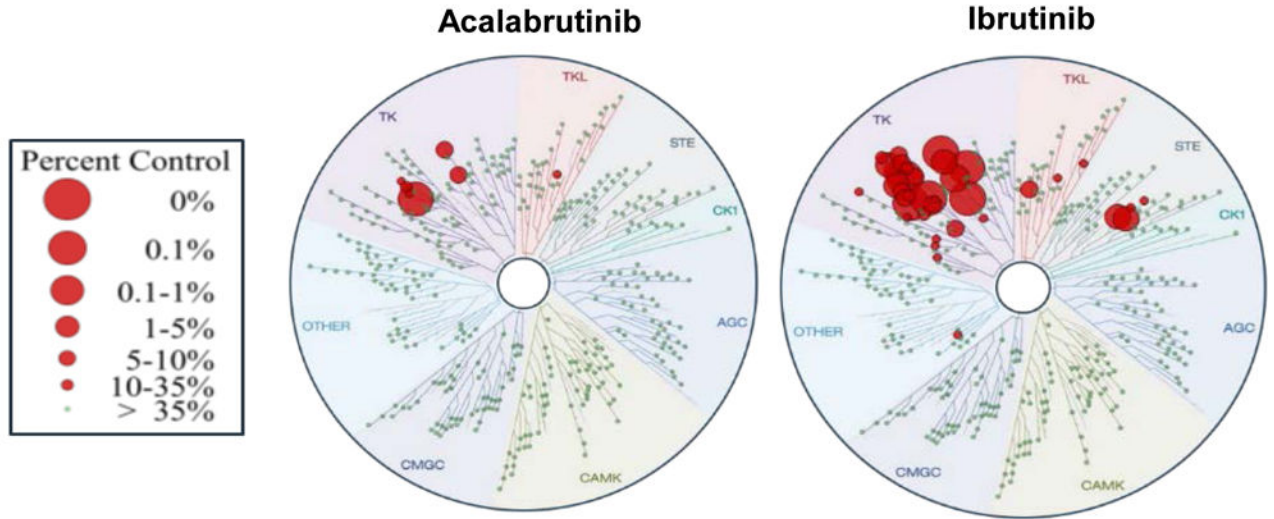 Acalabrutinib
Ibrutinib
Percent Control
0%
0.1%
0.1-1%
1-5%
5-10%
10-35%
> 35%
TKL
TK
STE
CK1
AGC
OTHER
CMGC
CAMK
TKL
TK
STE
CK1
AGC
OTHER
CMGC
CAMK